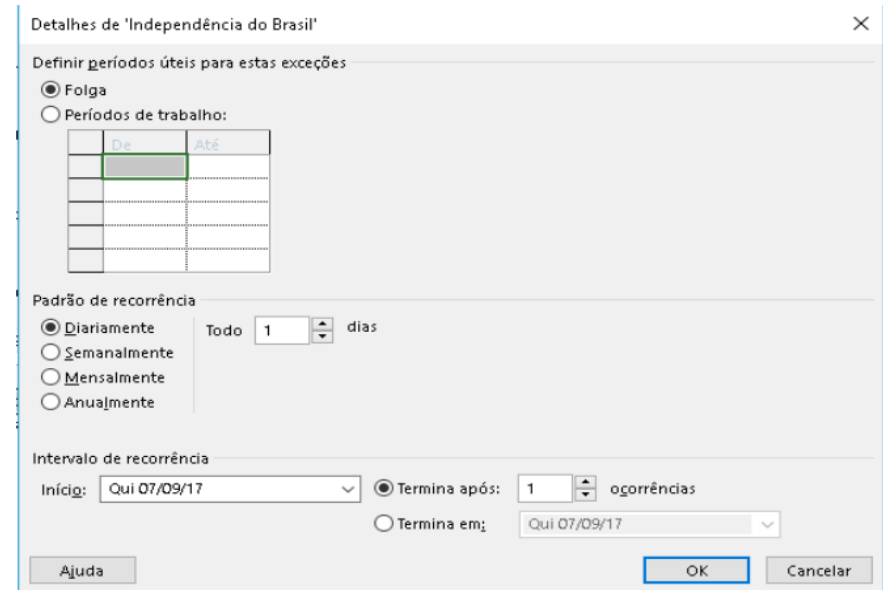 Detalhes de 'Independência do Brasil'
Definir períodos úteis para estas exceções
Folga
Períodos de trabalho:
De Até
Padrão de recorrência
Diariamente Todo 1 dias
Semanalmente
Mensalmente
Anualmente
Intervalo de recorrência
Início: Qui 07/09/17 Termina após: 1 ocorrências
Termina em: Qui 07/09/17
Ajuda OK Cancelar